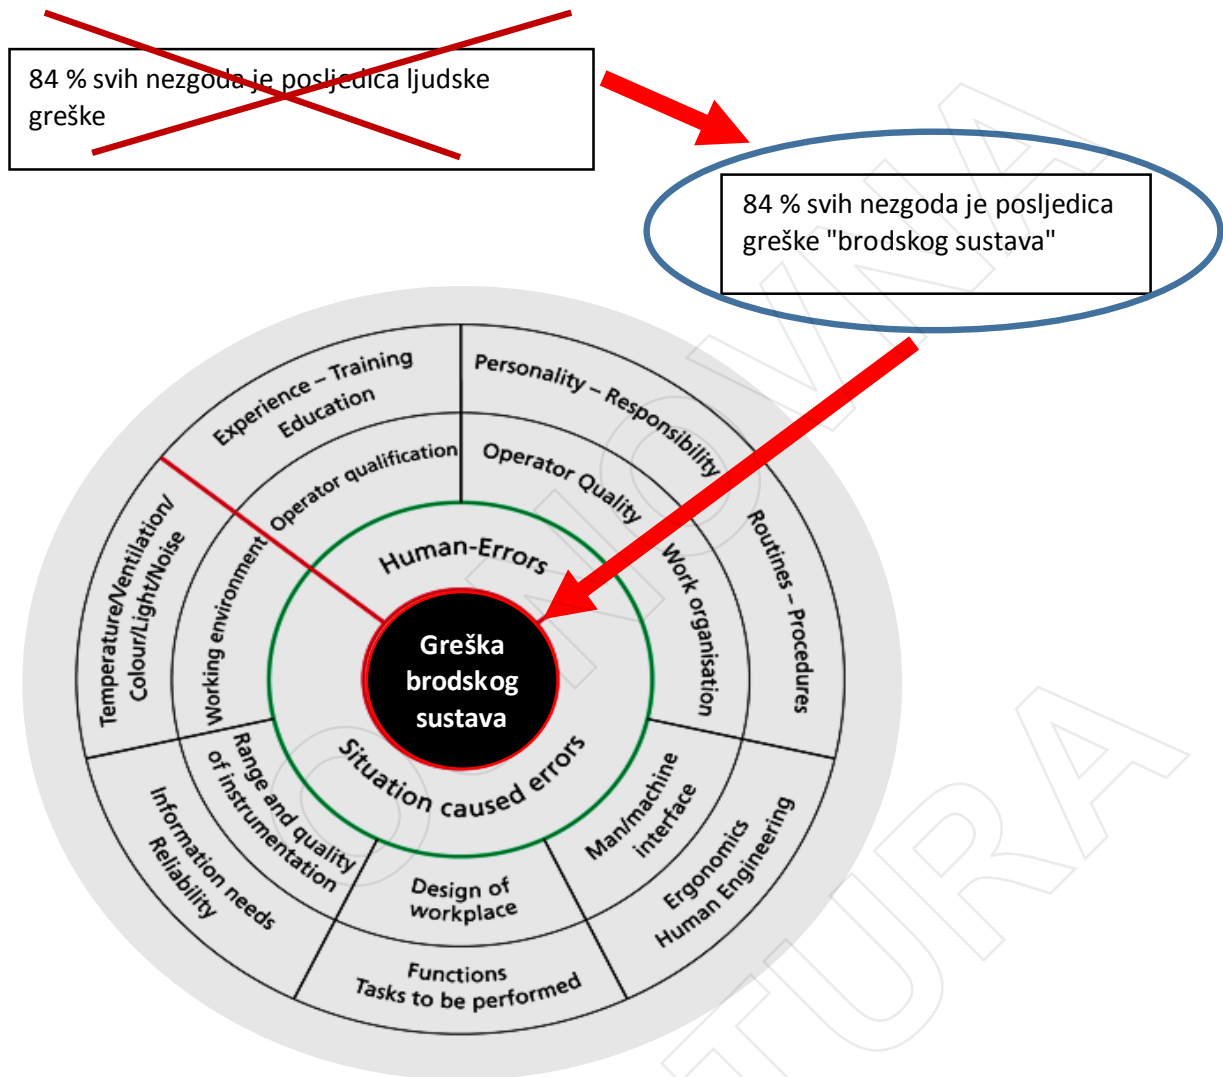 84 % svih nezgoda je posljedica ljudske
greške
84 % svih nezgoda je posljedica
greške "brodskog sustava"
Experience – Training
Education
Personality – Responsibility
Operator qualification
Operator Quality
Temperature/Ventilation/
Colour/Light/Noise
Working environment
Human-Errors
Work organisation
Routines – Procedures
Greška
brodskog
sustava
Situation caused errors
Range and quality
of instrumentation
Man/machine
interface
Information needs
Reliability
Design of
workplace
Ergonomics
Human Engineering
Functions
Tasks to be performed